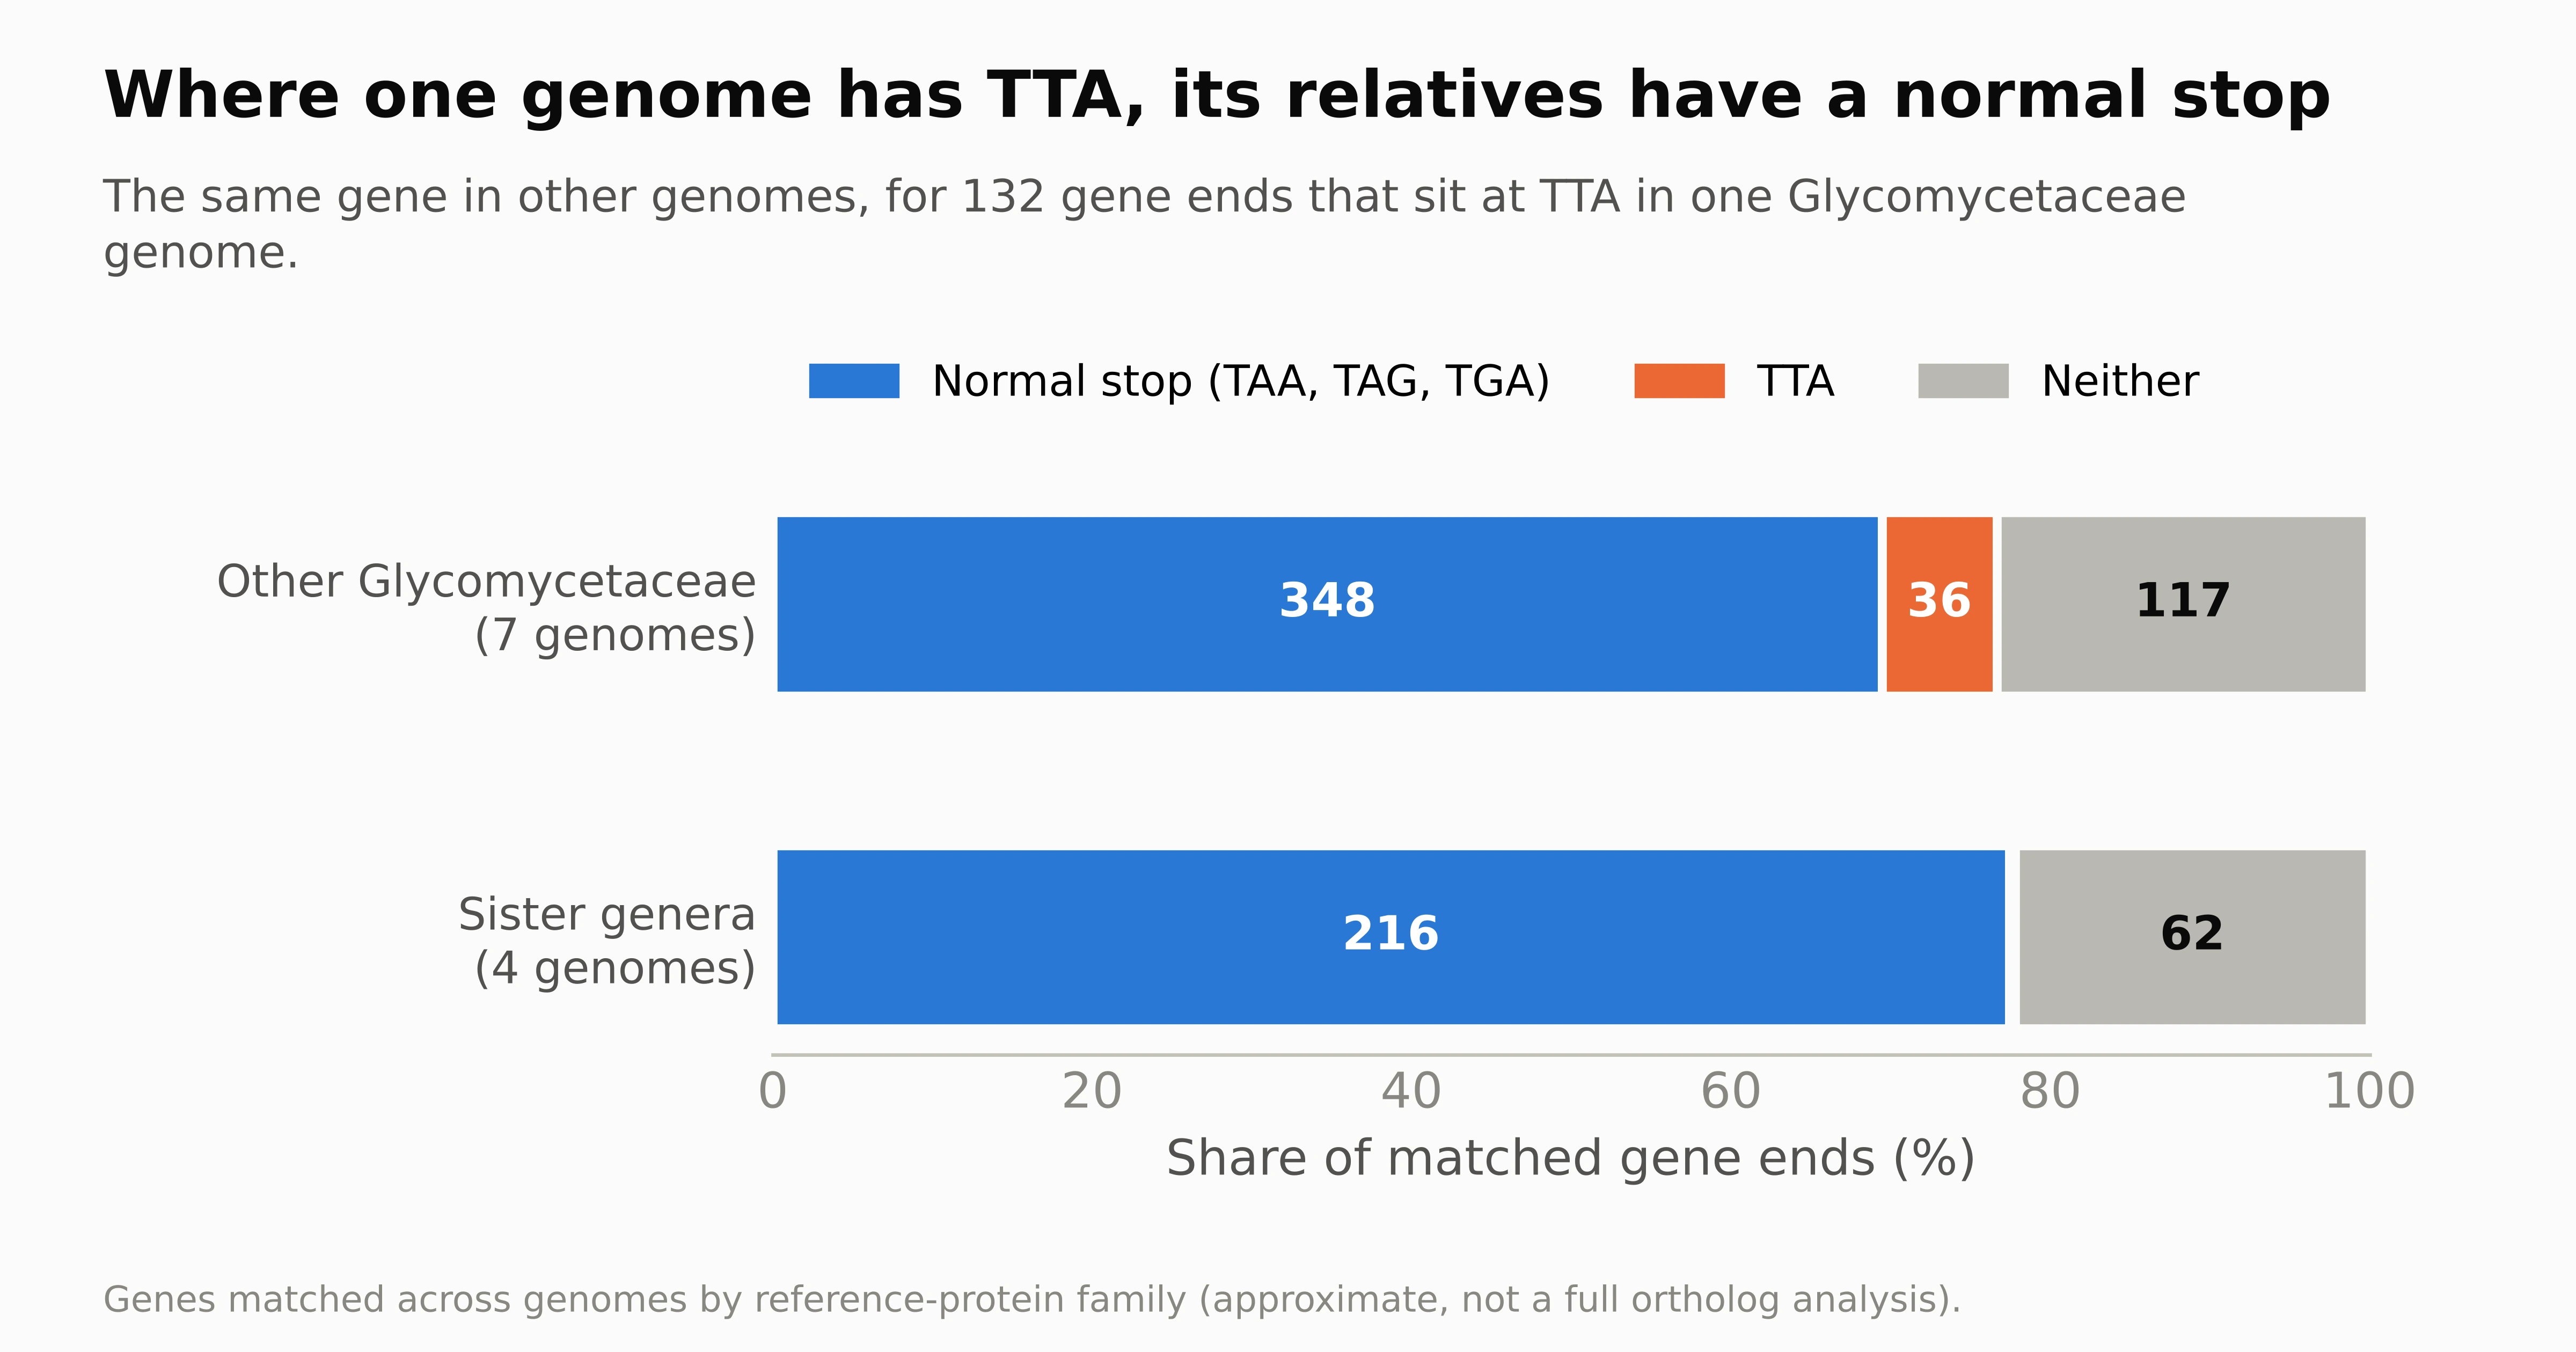 Where one genome has TTA, its relatives have a normal stop
The same gene in other genomes, for 132 gene ends that sit at TTA in one Glycomycetaceae
genome.
Normal stop (TAA, TAG, TGA)
TTA
Neither
Other Glycomycetaceae
(7 genomes)
348
36
117
Sister genera
(4 genomes)
216
62
0
20
40
60
80
100
Share of matched gene ends (%)
Genes matched across genomes by reference-protein family (approximate, not a full ortholog analysis).